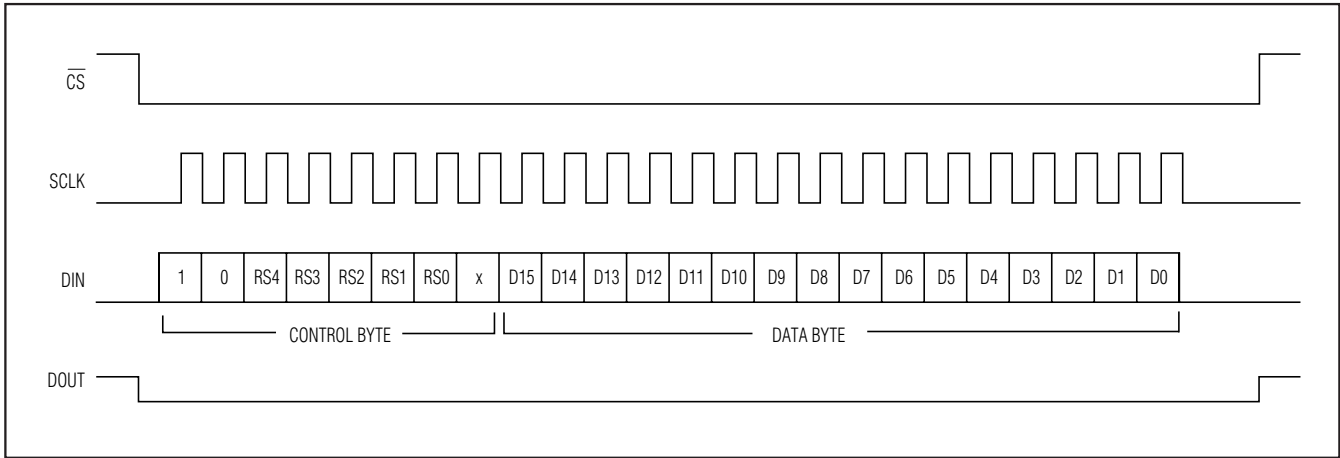 CS
SCLK
DIN 1 0 RS4 RS3 RS2 RS1 RS0 x D15 D14 D13 D12 D11 D10 D9 D8 D7 D6 D5 D4 D3 D2 D1 D0
CONTROL BYTE DATA BYTE
DOUT